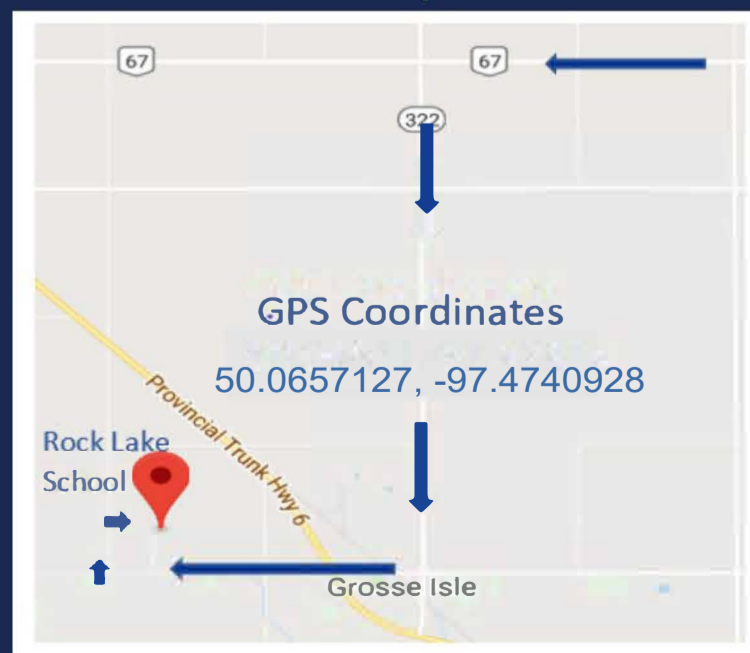 67
67
322
GPS Coordinates
50.0657127, -97.4740928
Provincial Trunk Hwy 6
Rock Lake
School
Grosse Isle